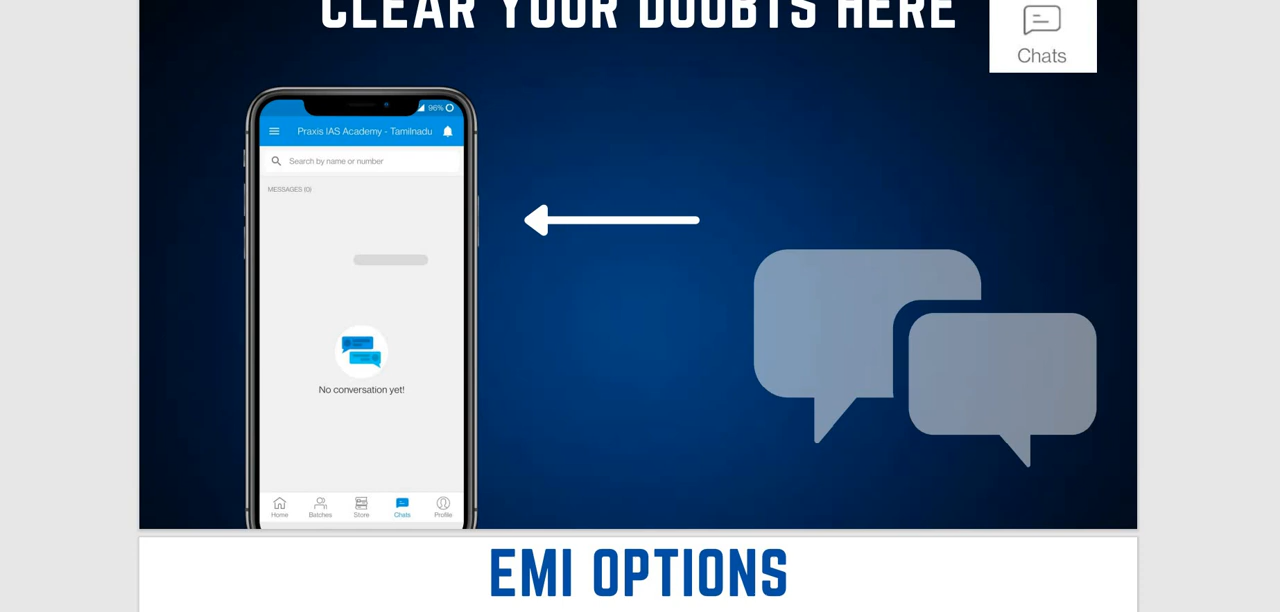 CLEAR YOUR DOUBTS HERE
Chats
96%
Praxis IAS Academy - Tamilnadu
Search by name or number
MESSAGES (0)
No conversation yet!
Home Batches Store Chats Profile
EMI OPTIONS